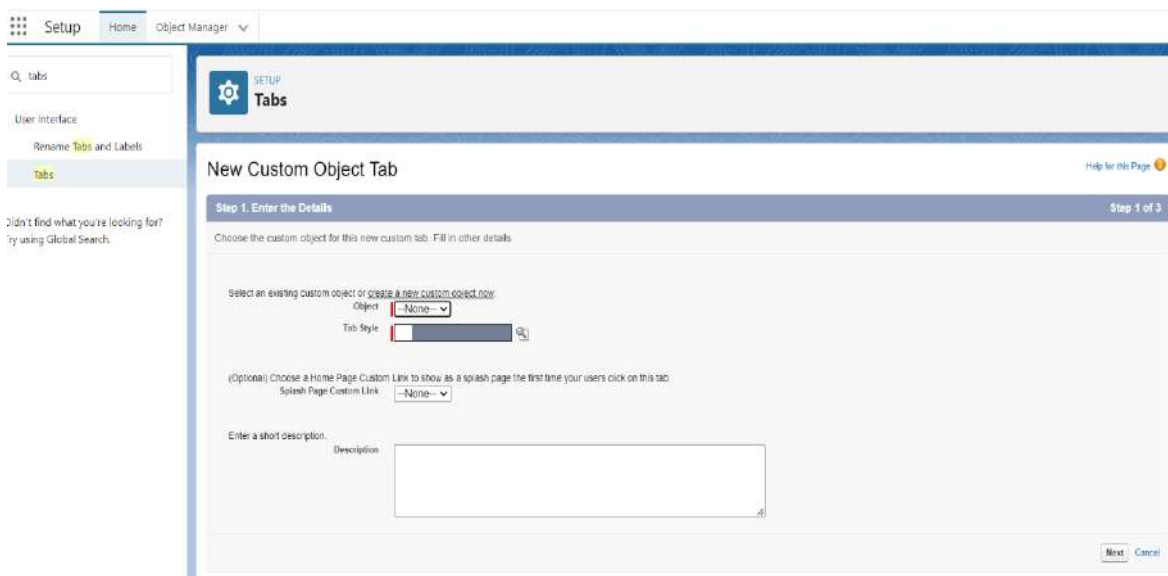 Setup Home Object Manager
tabs
User Interface
Rename Tabs and Labels
Tabs
Didn't find what you're looking for?
Try using Global Search.
SETUP
Tabs
New Custom Object Tab
Help for this Page
Step 1. Enter the Details Step 1 of 3
Choose the custom object for this new custom tab. Fill in other details.
Select an existing custom object or create a new custom object now.
Object --None--
Tab Style
(Optional) Choose a Home Page Custom Link to show as a splash page the first time your users click on this tab.
Splash Page Custom Link --None--
Enter a short description.
Description
Next Cancel